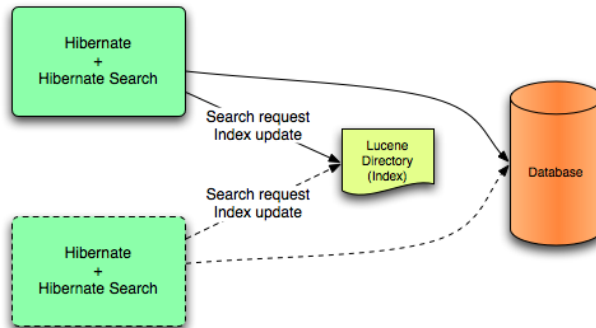 Hibernate
+
Hibernate Search
Search request
Index update
Lucene
Directory
(Index)
Database
Search request
Index update
Hibernate
+
Hibernate Search